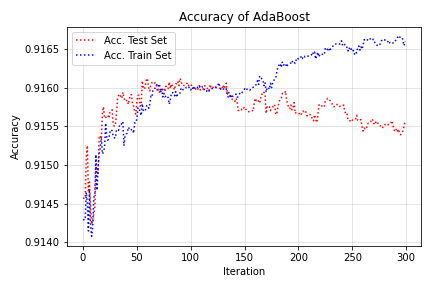 Accuracy of AdaBoost
Acc. Test Set
Acc. Train Set
Accuracy
0.9165
0.9160
0.9155
0.9150
0.9145
0.9140
0 50 100 150 200 250 300
Iteration